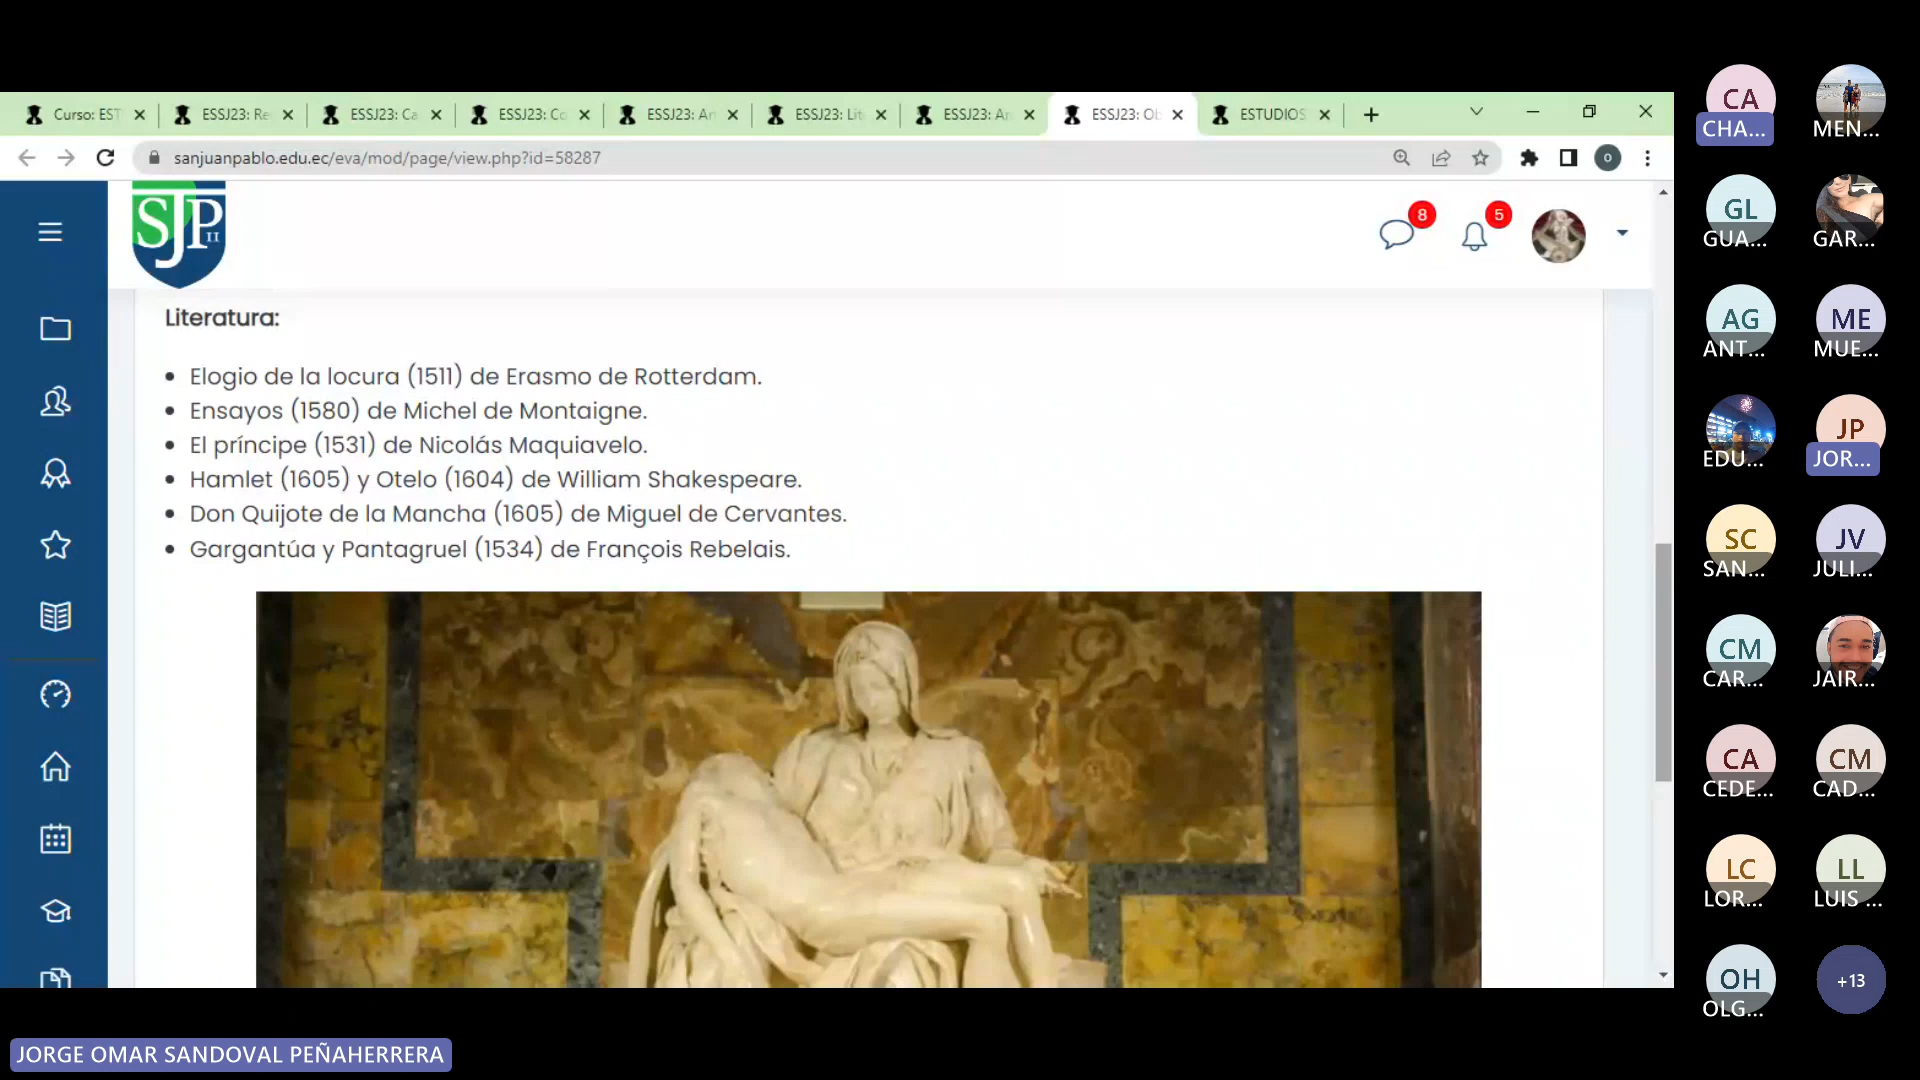 Curso: EST
ESSJ23: Re
ESSJ23: Ca
ESSJ23: Co
ESSJ23: Ar
ESSJ23: Lit
ESSJ23: Ar
ESSJ23: Ob
ESTUDIOS
sanjuanpablo.edu.ec/eva/mod/page/view.php?id=58287
O
SJP
II
8
5
Literatura:
Elogio de la locura (1511) de Erasmo de Rotterdam.
Ensayos (1580) de Michel de Montaigne.
El príncipe (1531) de Nicolás Maquiavelo.
Hamlet (1605) y Otelo (1604) de William Shakespeare.
Don Quijote de la Mancha (1605) de Miguel de Cervantes.
Gargantúa y Pantagruel (1534) de François Rebelais.
CA
CHA...
MEN...
GL
GUA...
GAR...
AG
ANT...
ME
MUE...
EDU...
JP
JOR...
SC
SAN...
JV
JULI...
CM
CAR...
JAIR...
CA
CEDE...
CM
CAD...
LC
LOR...
LL
LUIS ...
OH
OLG...
+13
JORGE OMAR SANDOVAL PEÑAHERRERA